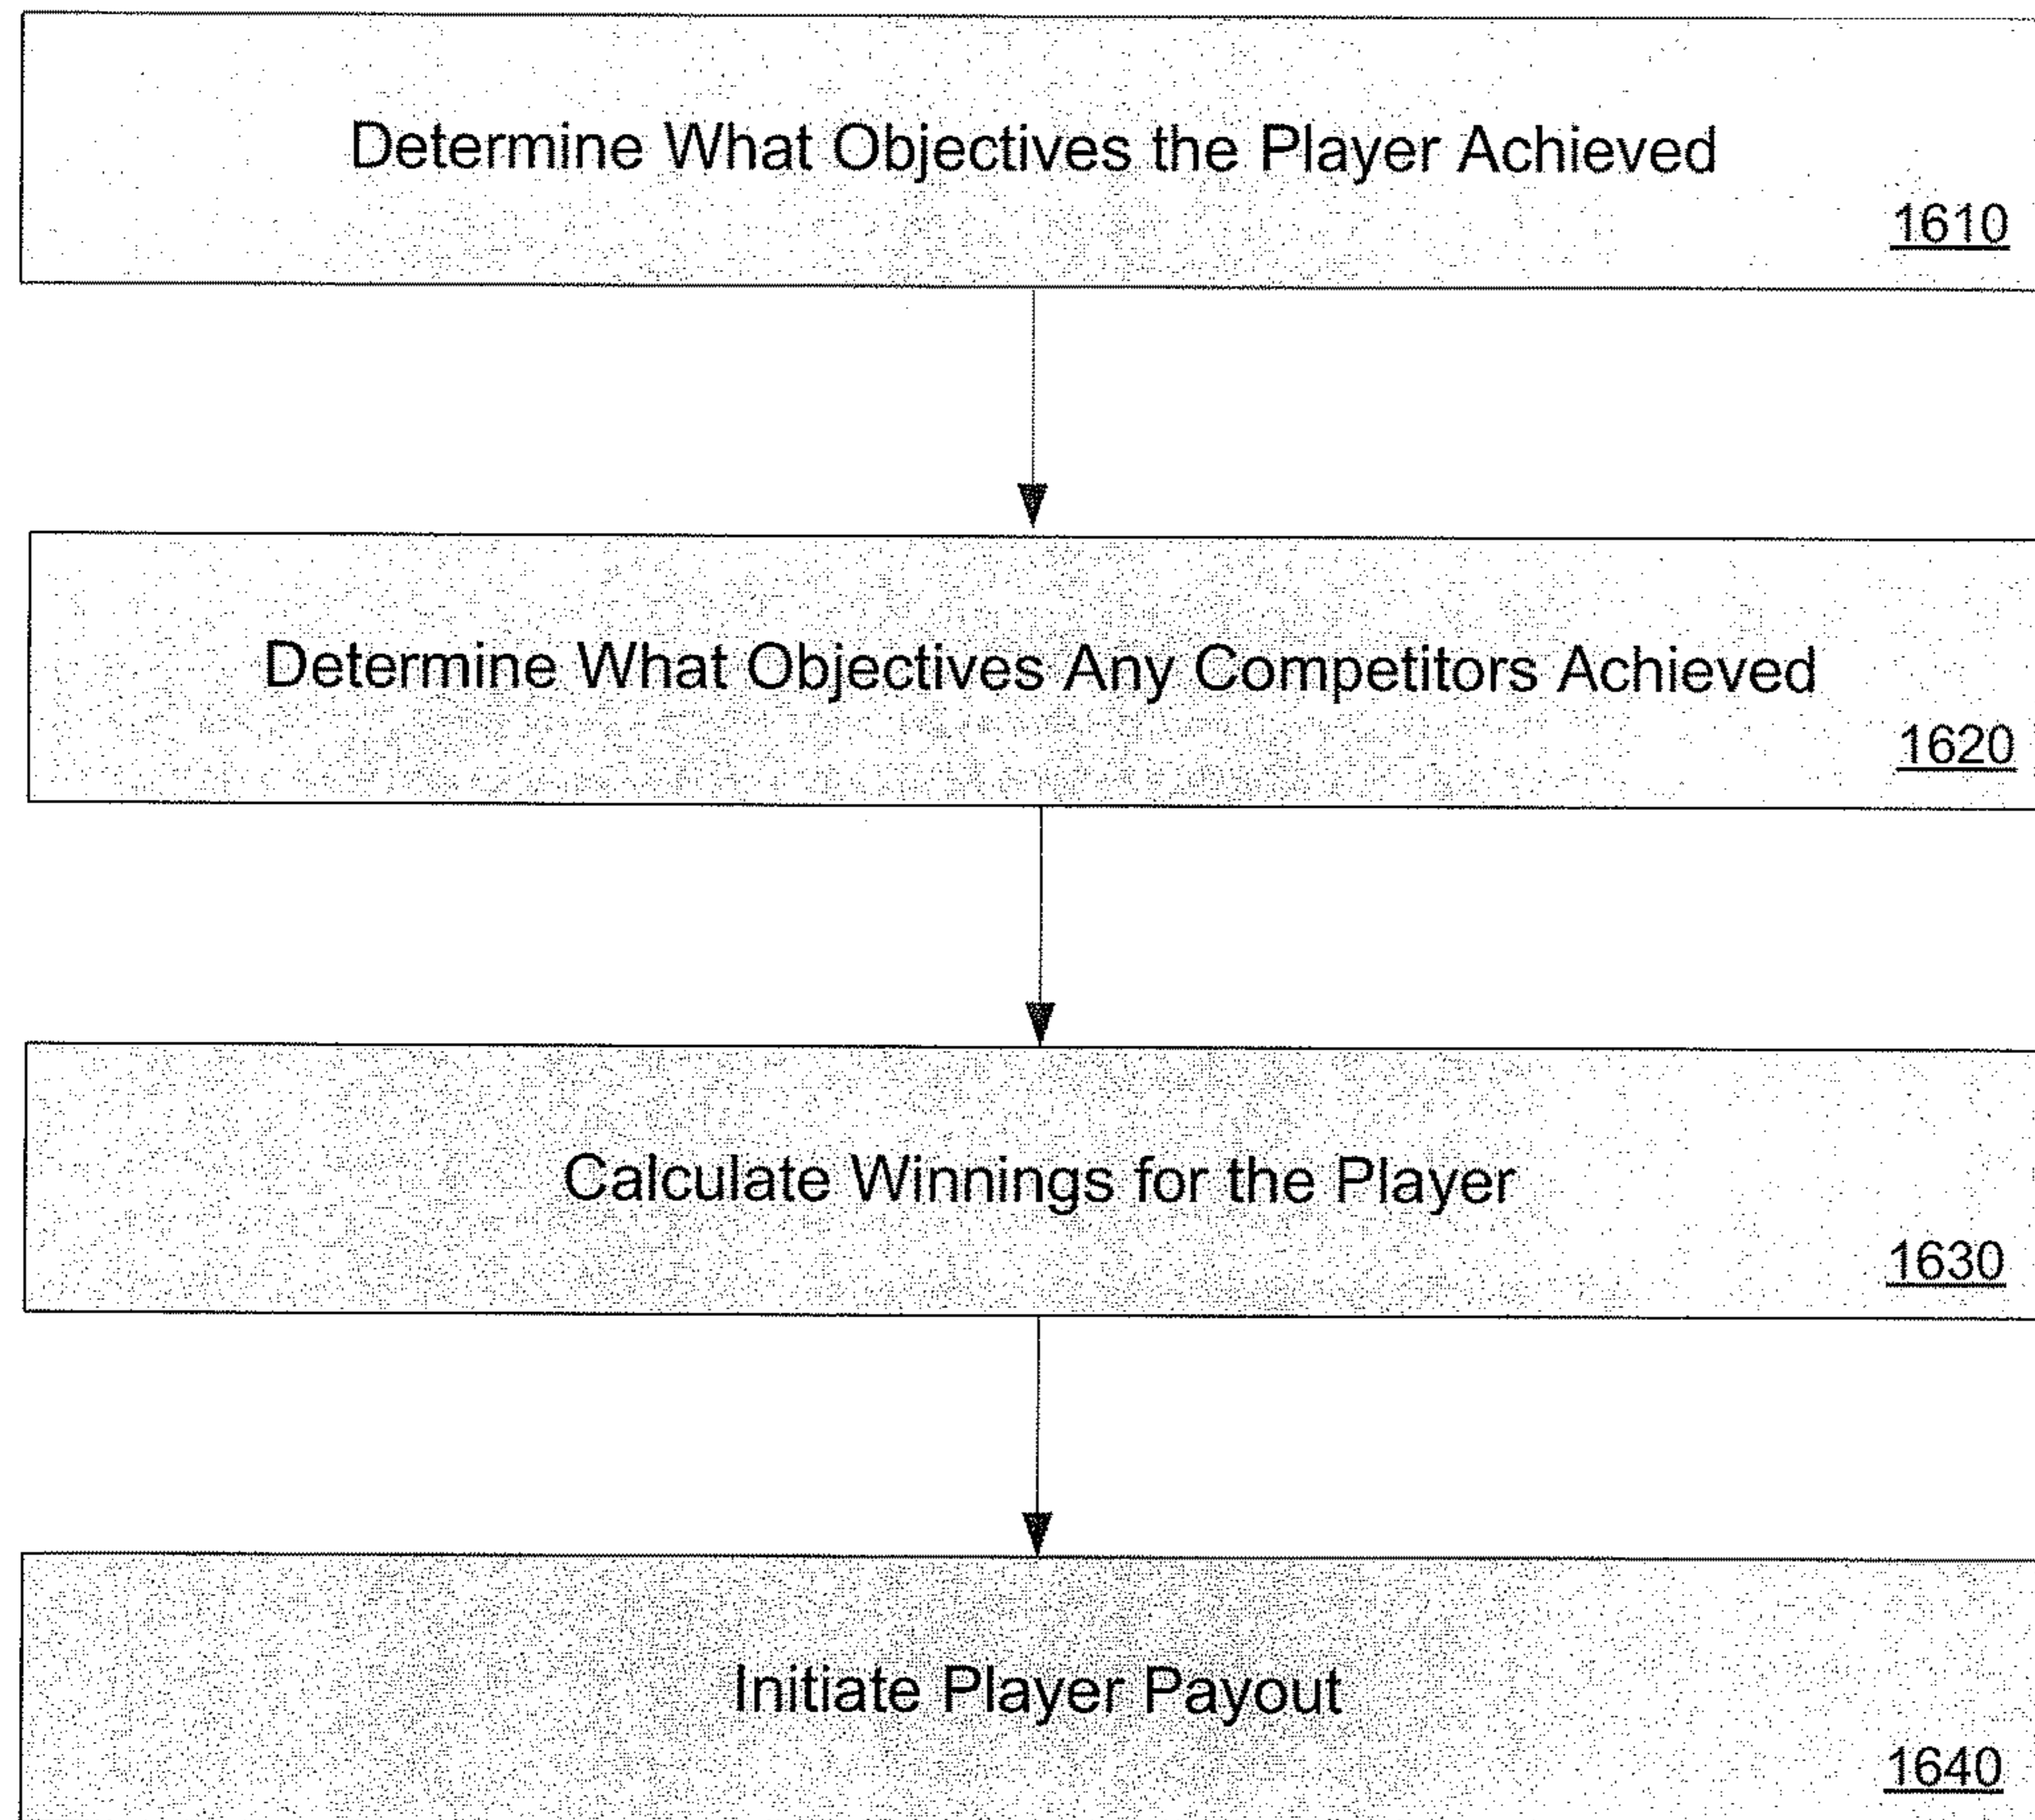 Determine What Objectives the Player Achieved
1610
Determine What Objectives Any Competitors Achieved
1620
Calculate Winnings for the Player
1630
Initiate Player Payout
1640